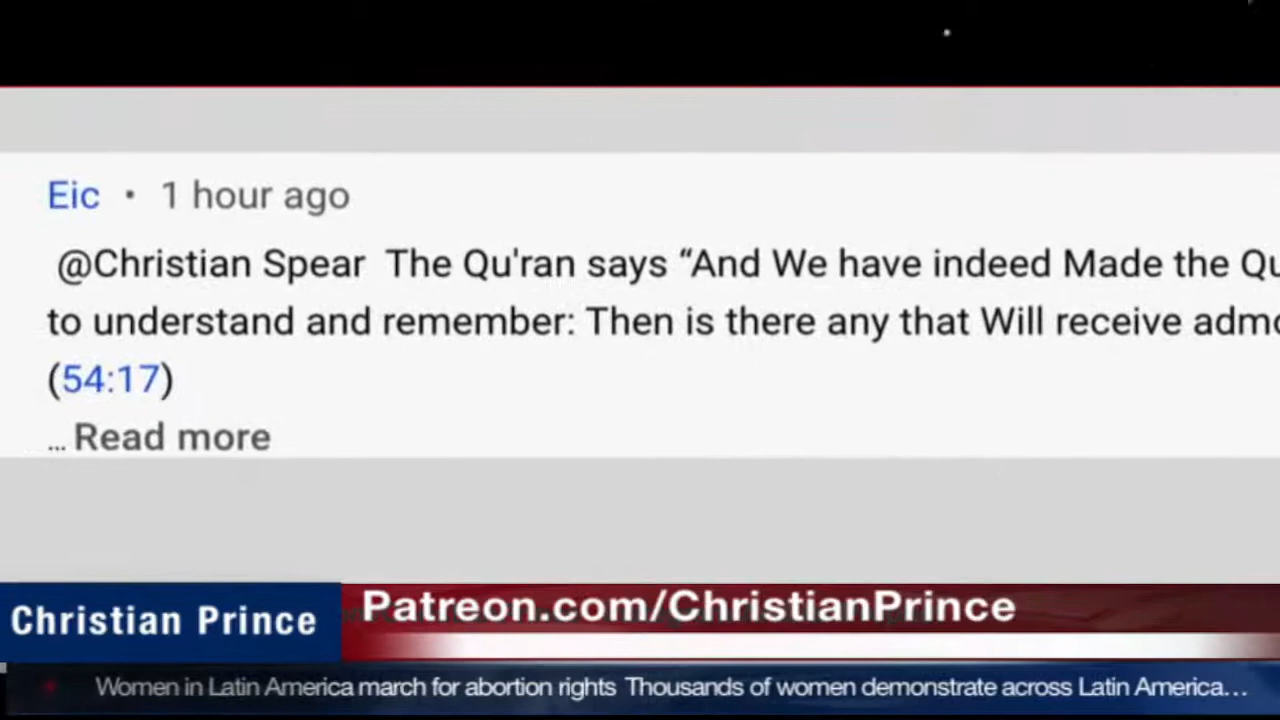 Eic • 1 hour ago
@Christian Spear The Qu'ran says “And We have indeed Made the
to understand and remember: Then is there any that Will receive
(54:17)
... Read more
Patreon.com/ChristianPrince
Christian Prince
Women in Latin America march for abortion rights Thousands of women demonstrate across Latin America...